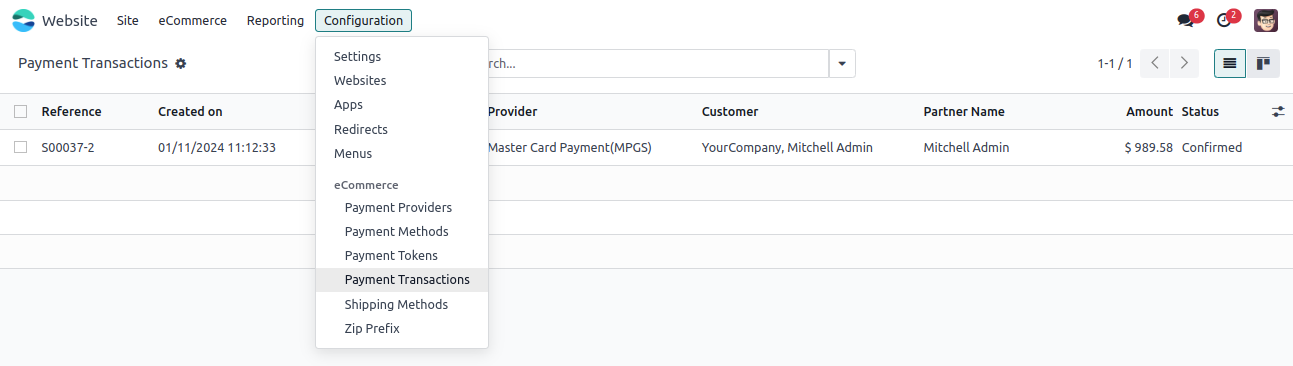 Website Site eCommerce Reporting Configuration 6 2
Payment Transactions rch... 1-1 / 1
Settings
Websites
Apps
Redirects
Menus
eCommerce
Payment Providers
Payment Methods
Payment Tokens
Payment Transactions
Shipping Methods
Zip Prefix
Reference Created on Provider Customer Partner Name Amount Status
S00037-2 01/11/2024 11:12:33 Master Card Payment(MPGS) YourCompany, Mitchell Admin Mitchell Admin $ 989.58 Confirmed